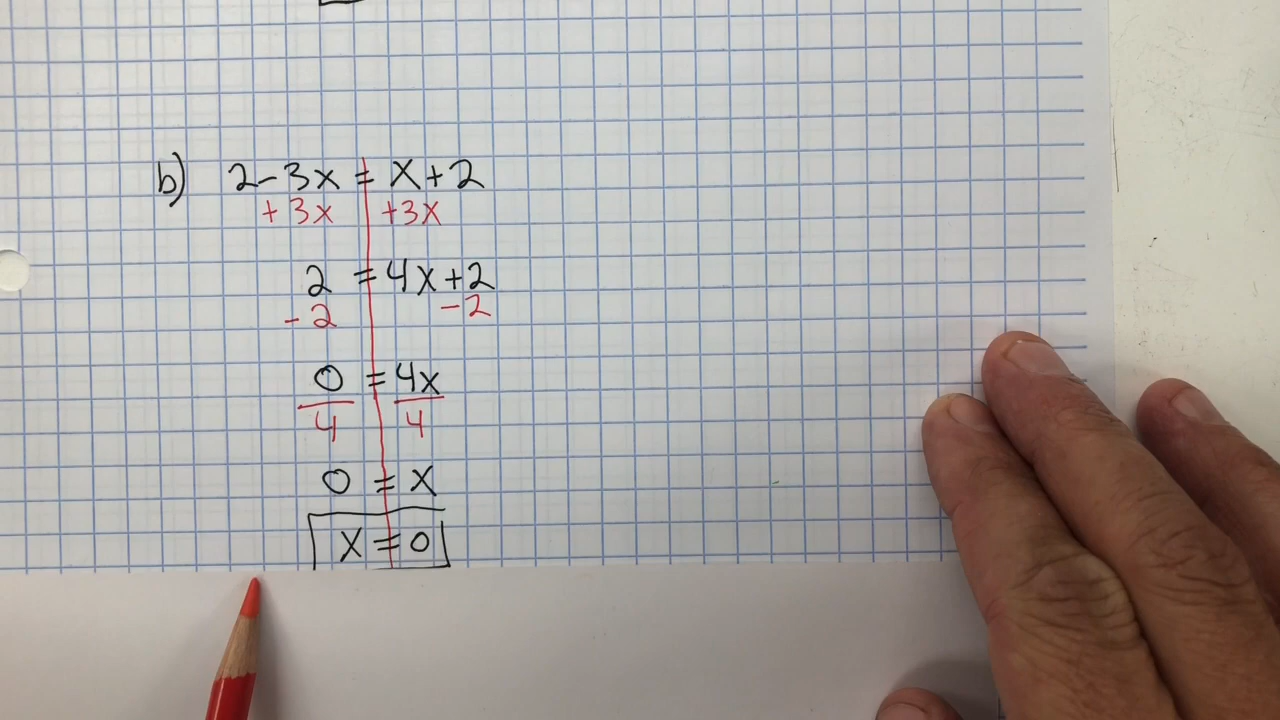 b) 2-3x = x+2
+3x +3x
2 = 4x+2
-2 -2
0 = 4x
4 4
0 = x
x = 0